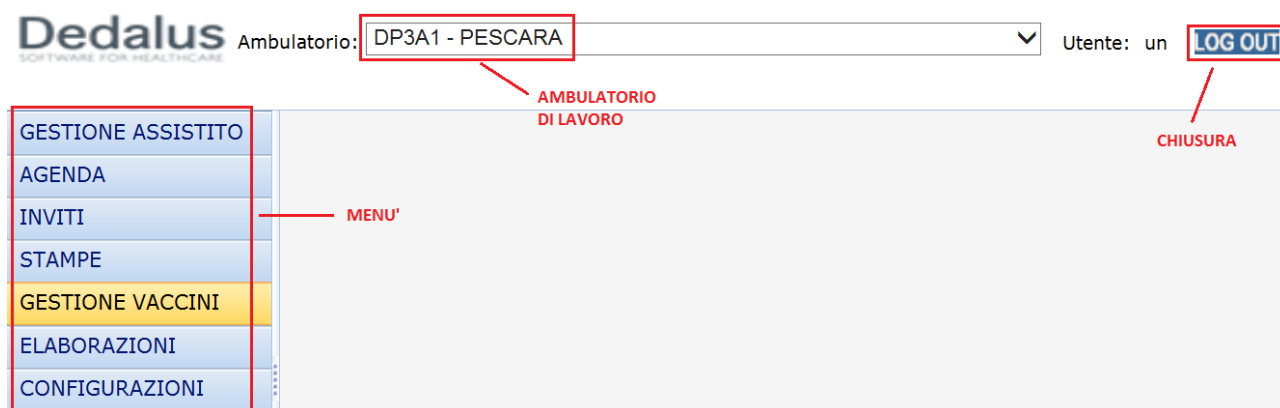 Dedalus
SOFTWARE FOR HEALTHCARE
Ambulatorio: DP3A1 - PESCARA Utente: un LOG OUT
AMBULATORIO
DI LAVORO
CHIUSURA
GESTIONE ASSISTITO
AGENDA
INVITI
MENU'
STAMPE
GESTIONE VACCINI
ELABORAZIONI
CONFIGURAZIONI